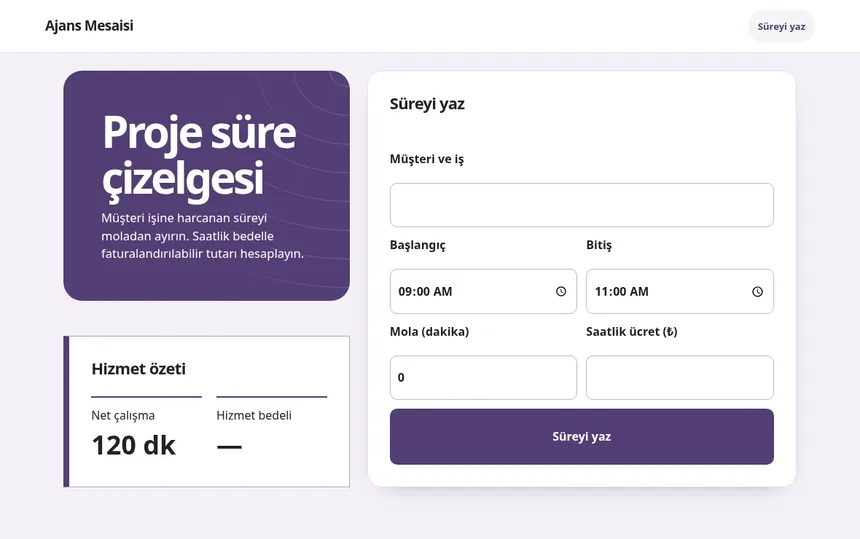 Ajans Mesaisi
Süreyi yaz
Proje süre
çizelgesi
Müşteri işine harcanan süreyi
moladan ayırın. Saatlik bedelle
faturalandırılabilir tutarı hesaplayın.
Hizmet özeti
Net çalışma
Hizmet bedeli
120 dk
—
Süreyi yaz
Müşteri ve iş
Başlangıç
Bitiş
09:00 AM
11:00 AM
Mola (dakika)
Saatlik ücret (₺)
0
Süreyi yaz